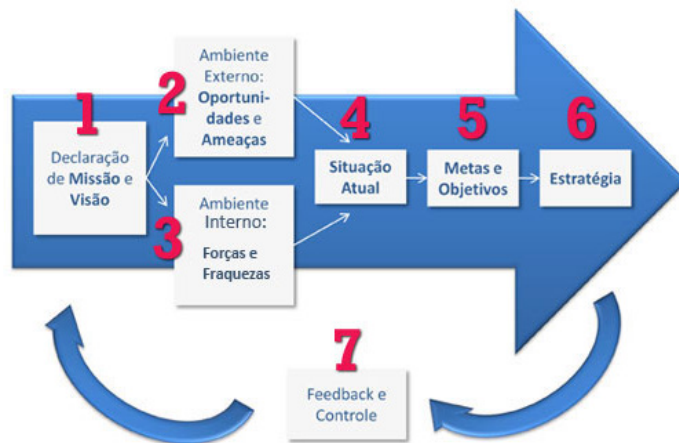 1
Declaração
de Missão e
Visão
2
Ambiente
Externo:
Oportuni-
dades e
Ameaças
3
Ambiente
Interno:
Forças e
Fraquezas
4
Situação
Atual
5
Metas e
Objetivos
6
Estratégia
7
Feedback e
Controle